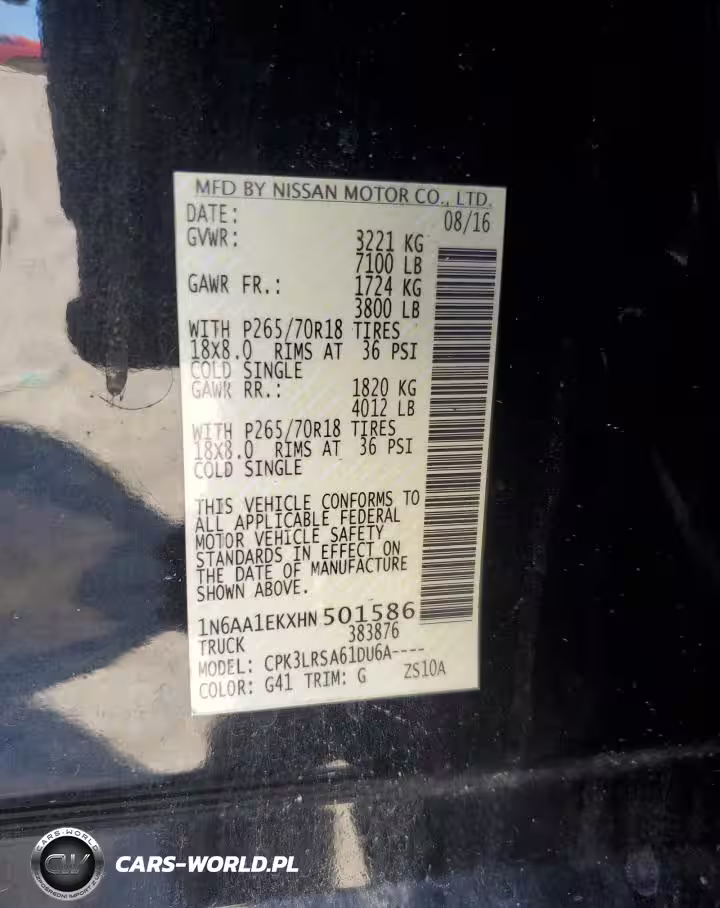 MFD BY NISSAN MOTOR CO., LTD.
DATE: 08/16
GVWR: 3221 KG
7100 LB
GAWR FR.: 1724 KG
3800 LB
WITH P265/70R18 TIRES
18X8.0 RIMS AT 36 PSI
COLD SINGLE
GAWR RR.: 1820 KG
4012 LB
WITH P265/70R18 TIRES
18X8.0 RIMS AT 36 PSI
COLD SINGLE
THIS VEHICLE CONFORMS TO
ALL APPLICABLE FEDERAL
MOTOR VEHICLE SAFETY
STANDARDS IN EFFECT ON
THE DATE OF MANUFACTURE
SHOWN ABOVE.
1N6AA1EKXHN501586
TRUCK 383876
MODEL: CPK3LRSA61DU6A----
COLOR: G41 TRIM: G ZS10A
CARS-WORLD
CW
CARS-WORLD.PL